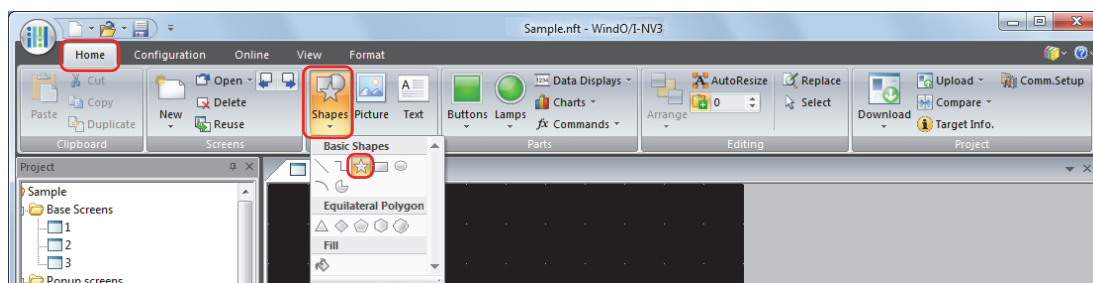 Sample.nft - WindO/I-NV3
Home Configuration Online View Format
Cut
Copy
Duplicate
Paste
Clipboard
New
Open
Delete
Reuse
Screens
Shapes Picture Text
Buttons Lamps
Data Displays
Charts
fx Commands
Parts
Arrange
AutoResize
0
Replace
Select
Editing
Download
Upload
Compare
Target Info.
Comm.Setup
Project
Project
Sample
Base Screens
1
2
3
Popup screens
Basic Shapes
Equilateral Polygon
Fill